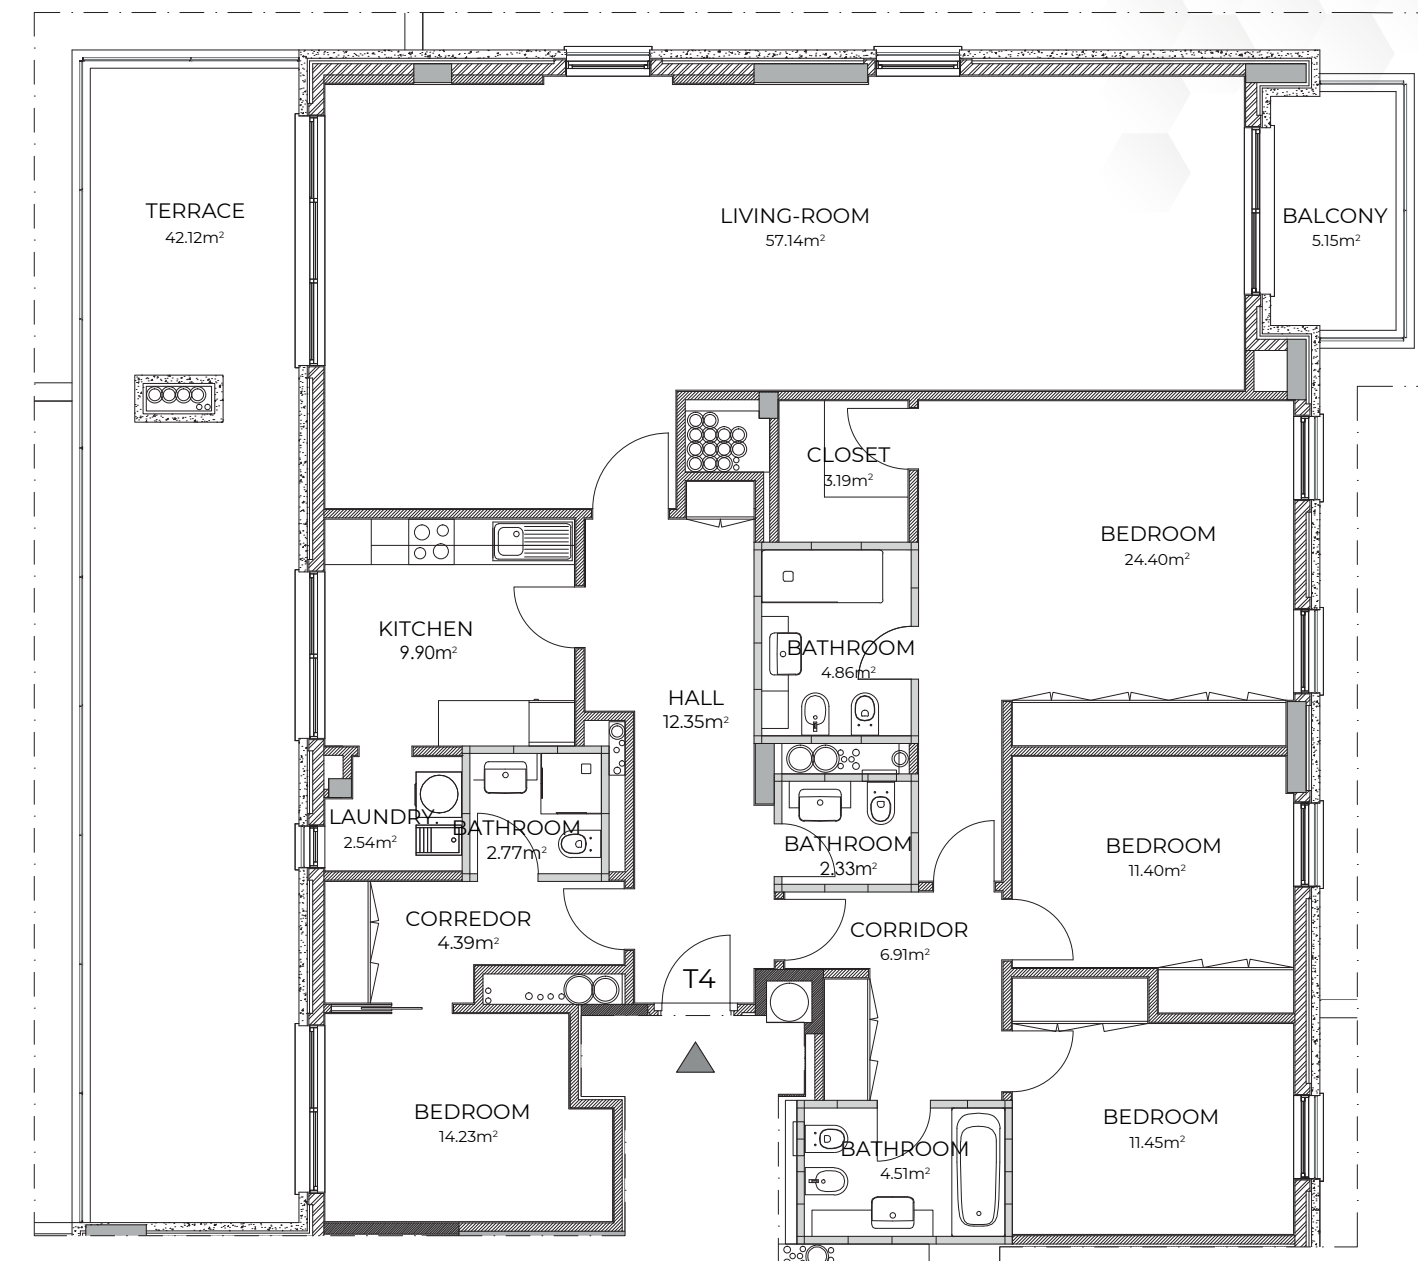 TERRACE
42.12m²
LIVING-ROOM
57.14m²
BALCONY
5.15m²
CLOSET
3.19m²
BEDROOM
24.40m²
KITCHEN
9.90m²
BATHROOM
4.86m²
HALL
12.35m²
LAUNDRY
2.54m²
BATHROOM
2.77m²
BATHROOM
2.33m²
BEDROOM
11.40m²
CORREDOR
4.39m²
CORRIDOR
6.91m²
T4
BEDROOM
14.23m²
BATHROOM
4.51m²
BEDROOM
11.45m²